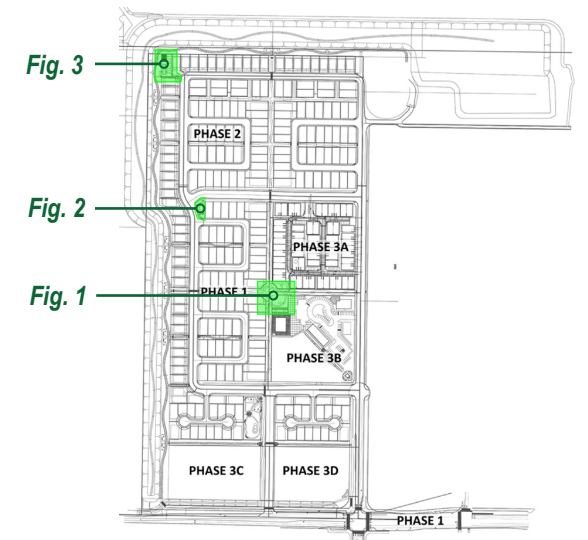 Fig. 3
PHASE 2
Fig. 2
PHASE 3A
Fig. 1
PHASE 1
PHASE 3B
PHASE 3C
PHASE 3D
PHASE 1